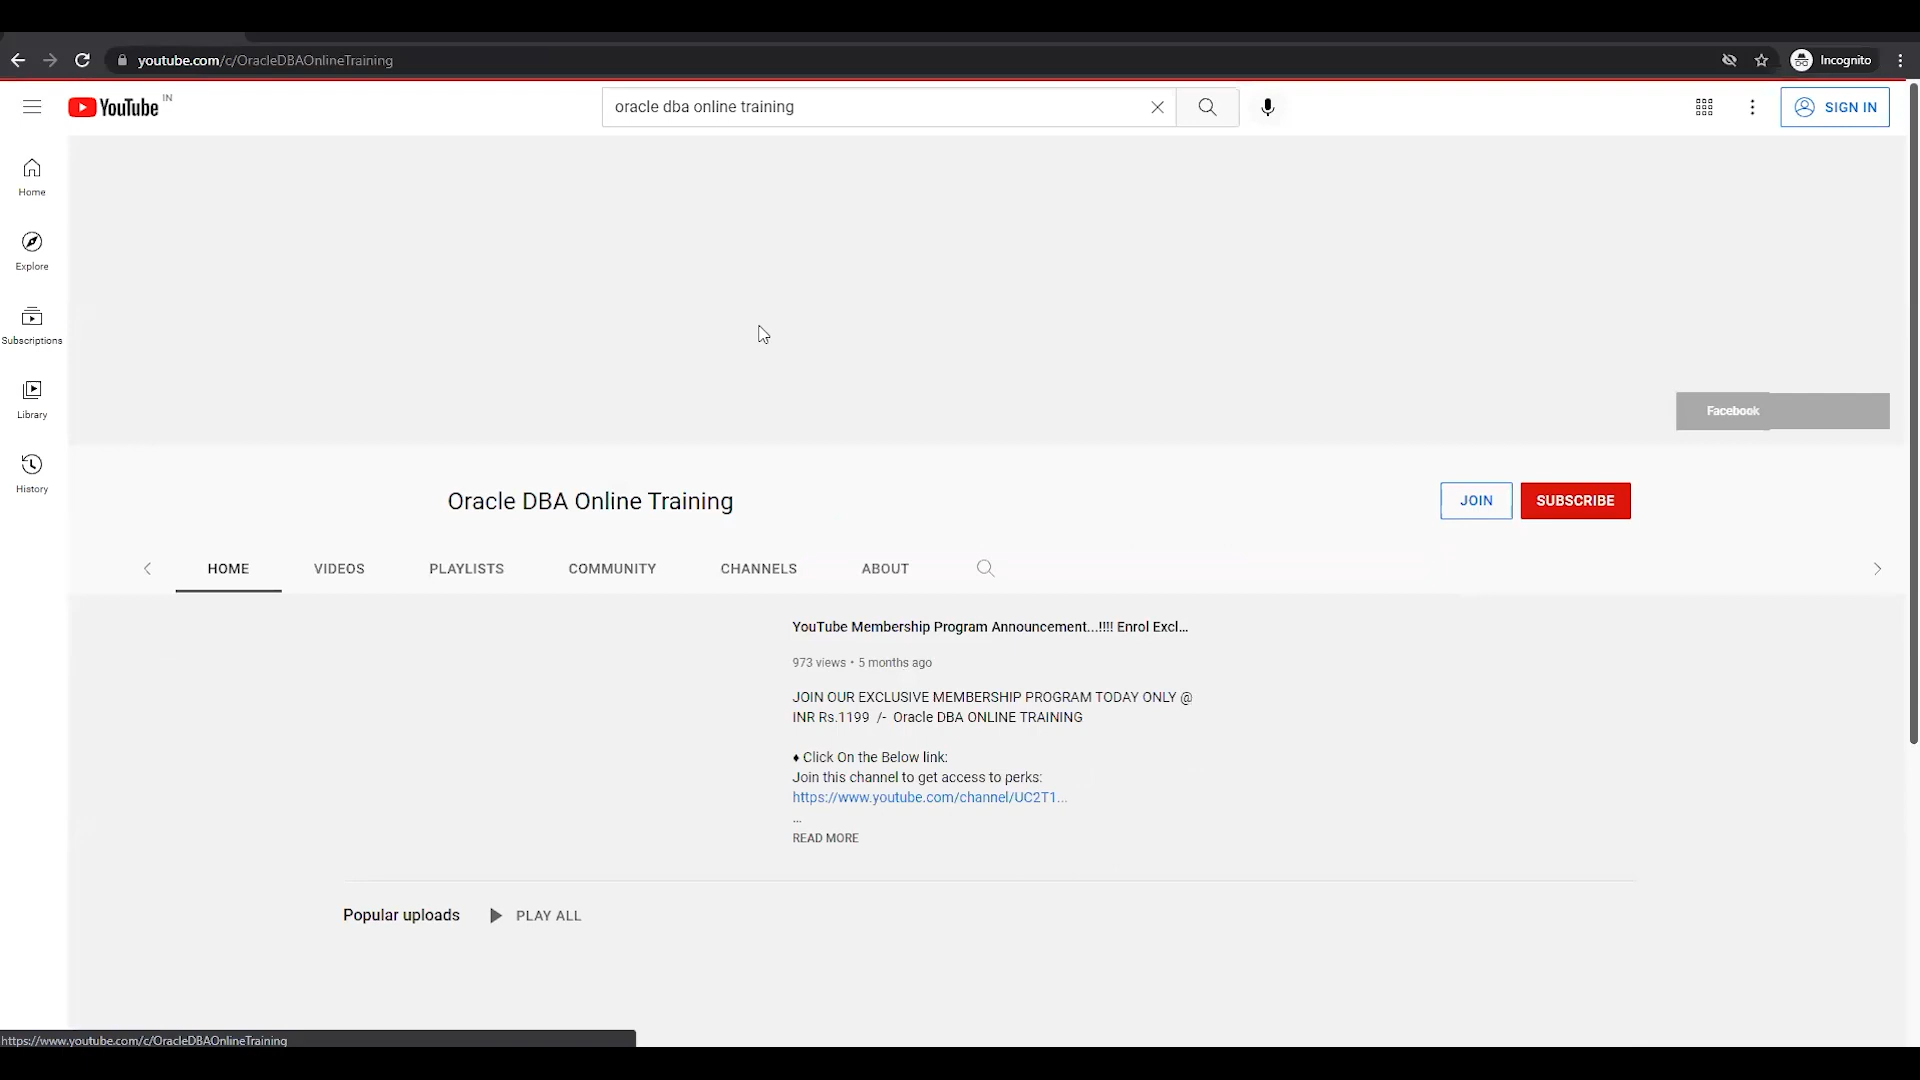 youtube.com/c/OracleDBAOnlineTraining
Incognito
YouTube IN
oracle dba online training
SIGN IN
Home
Explore
Subscriptions
Library
History
Facebook
Oracle DBA Online Training
JOIN
SUBSCRIBE
HOME
VIDEOS
PLAYLISTS
COMMUNITY
CHANNELS
ABOUT
YouTube Membership Program Announcement...!!!! Enrol Excl...
973 views • 5 months ago
JOIN OUR EXCLUSIVE MEMBERSHIP PROGRAM TODAY ONLY @
INR Rs.1199 /- Oracle DBA ONLINE TRAINING
♦ Click On the Below link:
Join this channel to get access to perks:
https://www.youtube.com/channel/UC2T1...
...
READ MORE
Popular uploads
PLAY ALL
https://www.youtube.com/c/OracleDBAOnlineTraining